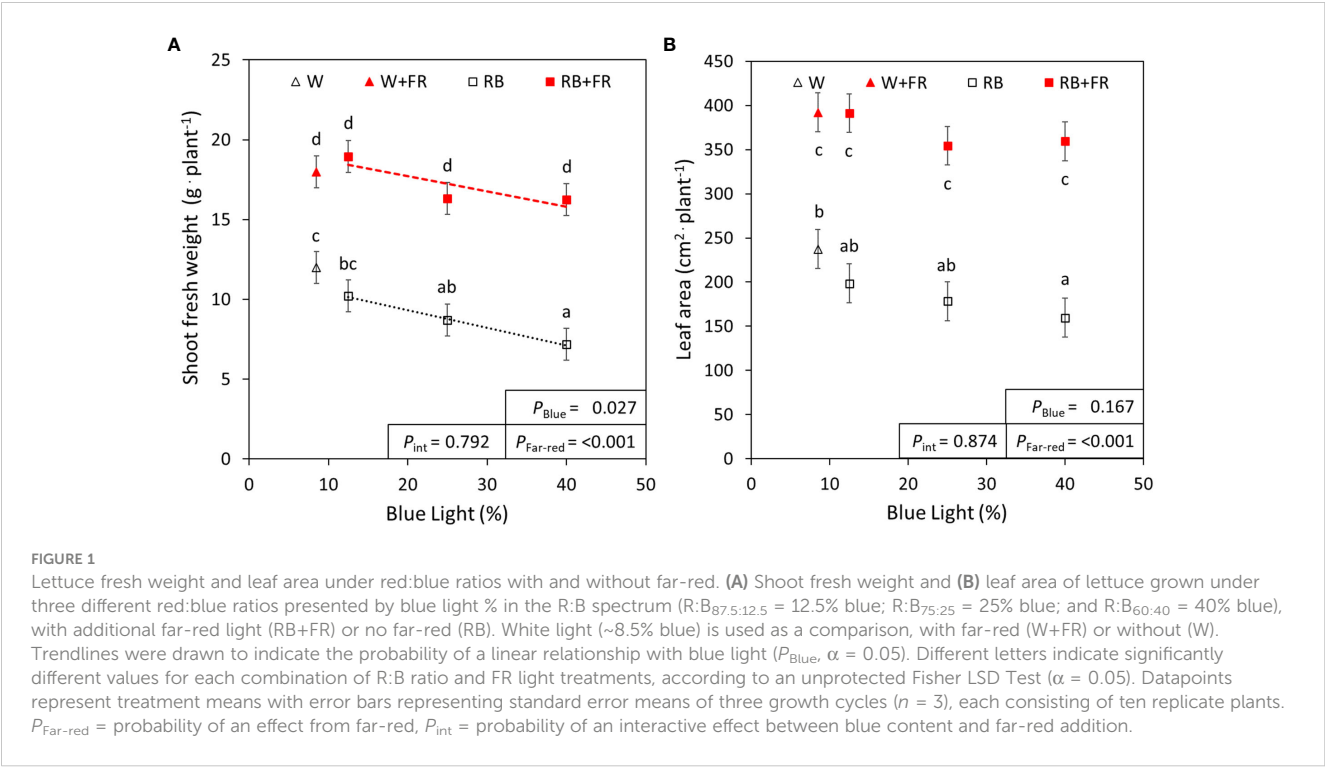 A
Shoot fresh weight (g · plant-1)
25
20
15
10
5
0
W
W+FR
RB
RB+FR
d
d
d
d
c
bc
ab
a
PBlue = 0.027
Pint = 0.792
PFar-red = <0.001
0
10
20
30
40
50
Blue Light (%)
B
Leaf area (cm2· plant-1)
450
400
350
300
250
200
150
100
50
0
W
W+FR
RB
RB+FR
c
c
c
c
b
ab
ab
a
PBlue = 0.167
Pint = 0.874
PFar-red = <0.001
0
10
20
30
40
50
Blue Light (%)
FIGURE 1
Lettuce fresh weight and leaf area under red:blue ratios with and without far-red. (A) Shoot fresh weight and (B) leaf area of lettuce grown under
three different red:blue ratios presented by blue light % in the R:B spectrum (R:B87.5:12.5 = 12.5% blue; R:B75:25 = 25% blue; and R:B60:40 = 40% blue),
with additional far-red light (RB+FR) or no far-red (RB). White light (~8.5% blue) is used as a comparison, with far-red (W+FR) or without (W).
Trendlines were drawn to indicate the probability of a linear relationship with blue light (PBlue, α = 0.05). Different letters indicate significantly
different values for each combination of R:B ratio and FR light treatments, according to an unprotected Fisher LSD Test (α = 0.05). Datapoints
represent treatment means with error bars representing standard error means of three growth cycles (n = 3), each consisting of ten replicate plants.
PFar-red = probability of an effect from far-red, Pint = probability of an interactive effect between blue content and far-red addition.